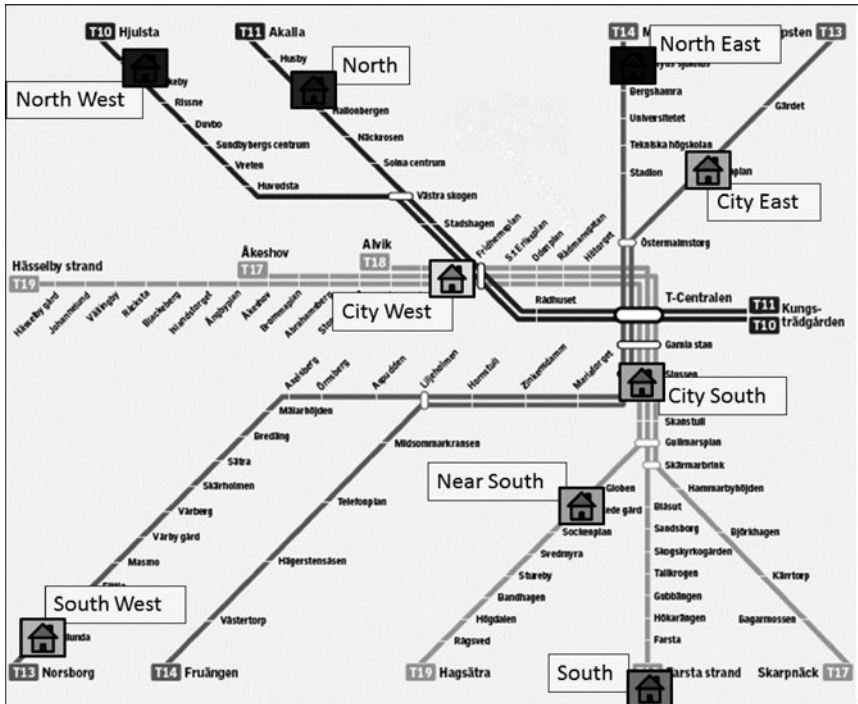 T10 Hjulsta
T11 Akalla
T14
T13
North West
North
North East
City East
keby
Rissne
Duvbo
Sundbybergs centrum
Vreten
Huvudsta
Husby
Hallonbergen
Näckrosen
Solna centrum
Västra skogen
Stadshagen
Bergshamra
Universitetet
Tekniska högskolan
Stadion
Gärdet
Östermalmstorg
Hässelby strand
T19
Åkeshov
T17
Alvik
T18
Fridhemsplan
S:t Eriksplan
Odenplan
Rådmansgatan
Hötorget
Hässelby gård
Johannelund
Vällingby
Råcksta
Blackeberg
Islandstorget
Ängbyplan
Åkeshov
Brommaplan
Abrahamsberg
City West
Rådhuset
T-Centralen
T11
T10
Kungs-
trädgården
Gamla stan
Slussen
City South
Axelsberg
Örnsberg
Aspudden
Liljeholmen
Hornstull
Zinkensdamm
Mariatorget
Mälarhöjden
Bredäng
Sätra
Skärholmen
Vårberg
Vårby gård
Masmo
Midsommarkransen
Telefonplan
Hägerstensåsen
Västertorp
Skanstull
Gullmarsplan
Skärmarbrink
Near South
Globen
ede gård
Sockenplan
Svedmyra
Stureby
Bandhagen
Högdalen
Rågsved
Hammarbyhöjden
Björkhagen
Kärrtorp
Bagarmossen
Blåsut
Sandsborg
Skogskyrkogården
Tallkrogen
Gubbängen
Hökarängen
Farsta
South West
lunda
T13 Norsborg
T14 Fruängen
T19 Hagsätra
South
Farsta strand
Skarpnäck T17